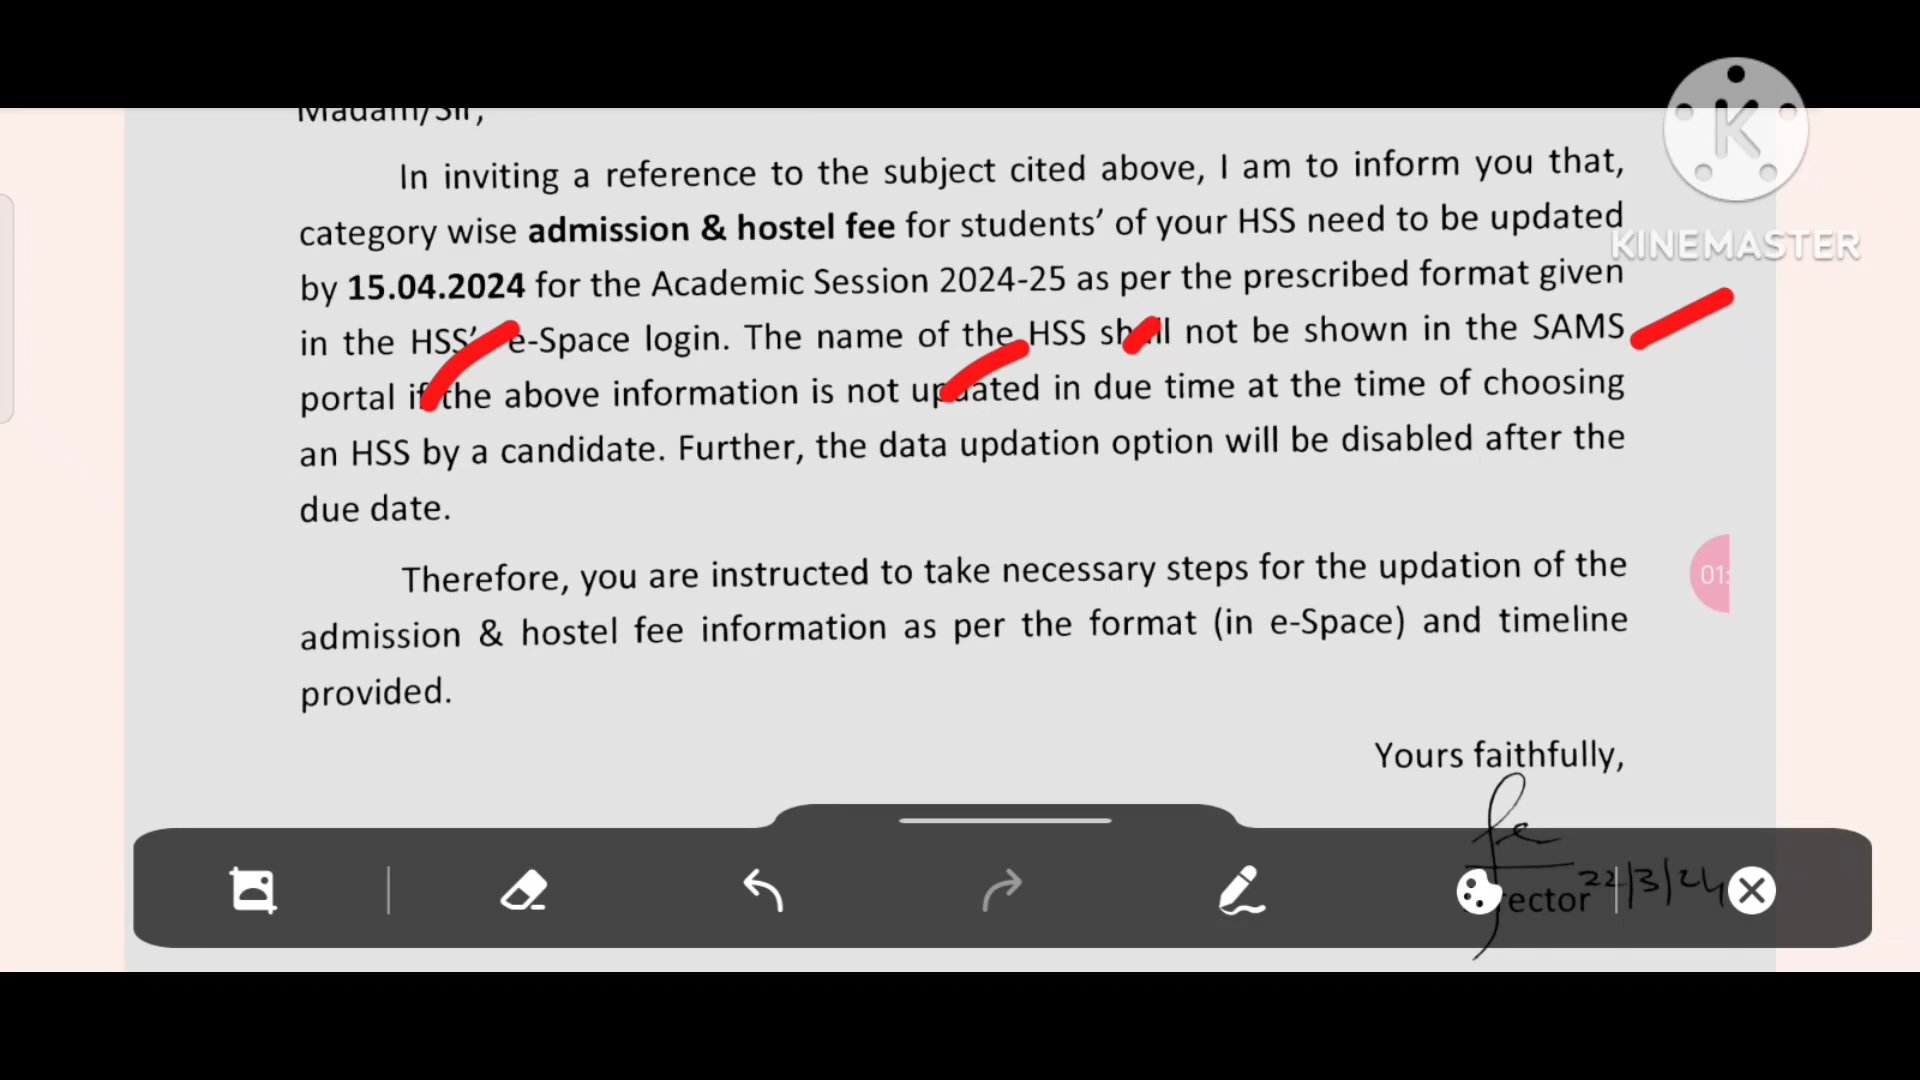 Madam/Sir,
K
In inviting a reference to the subject cited above, I am to inform you that,
category wise admission & hostel fee for students’ of your HSS need to be updated
KINEMASTER
by 15.04.2024 for the Academic Session 2024-25 as per the prescribed format given
in the HSS’ e-Space login. The name of the HSS shall not be shown in the SAMS
portal if the above information is not updated in due time at the time of choosing
an HSS by a candidate. Further, the data updation option will be disabled after the
due date.
Therefore, you are instructed to take necessary steps for the updation of the
01:
admission & hostel fee information as per the format (in e-Space) and timeline
provided.
Yours faithfully,
rector 22/3/24